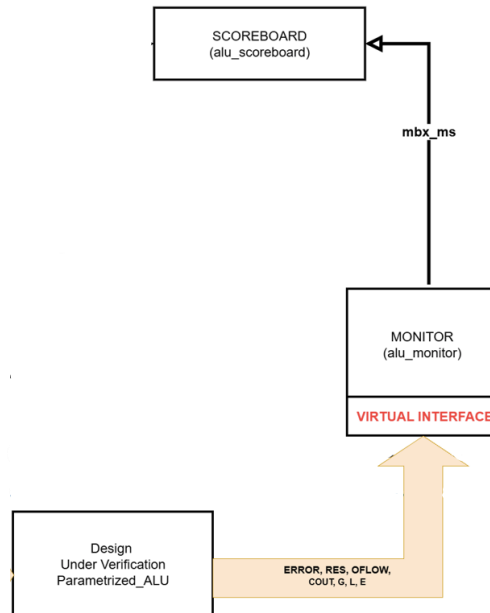 SCOREBOARD
(alu_scoreboard)
mbx_ms
MONITOR
(alu_monitor)
VIRTUAL INTERFACE
Design
Under Verification
Parametrized_ALU
ERROR, RES, OFLOW,
COUT, G, L, E